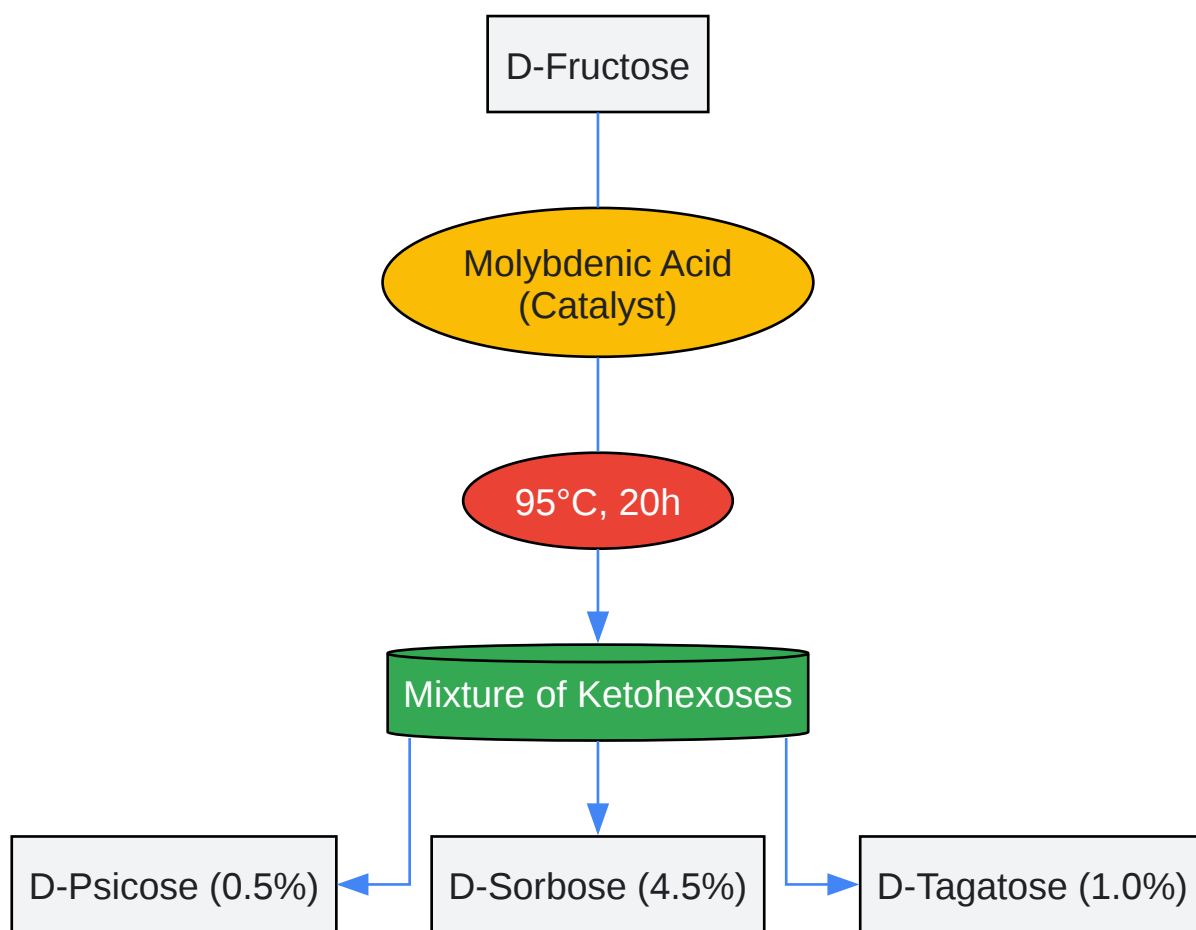 D-Fructose
Molybdenic Acid
(Catalyst)
95°C, 20h
Mixture of Ketohexoses
D-Psicose (0.5%)
D-Sorbose (4.5%)
D-Tagatose (1.0%)